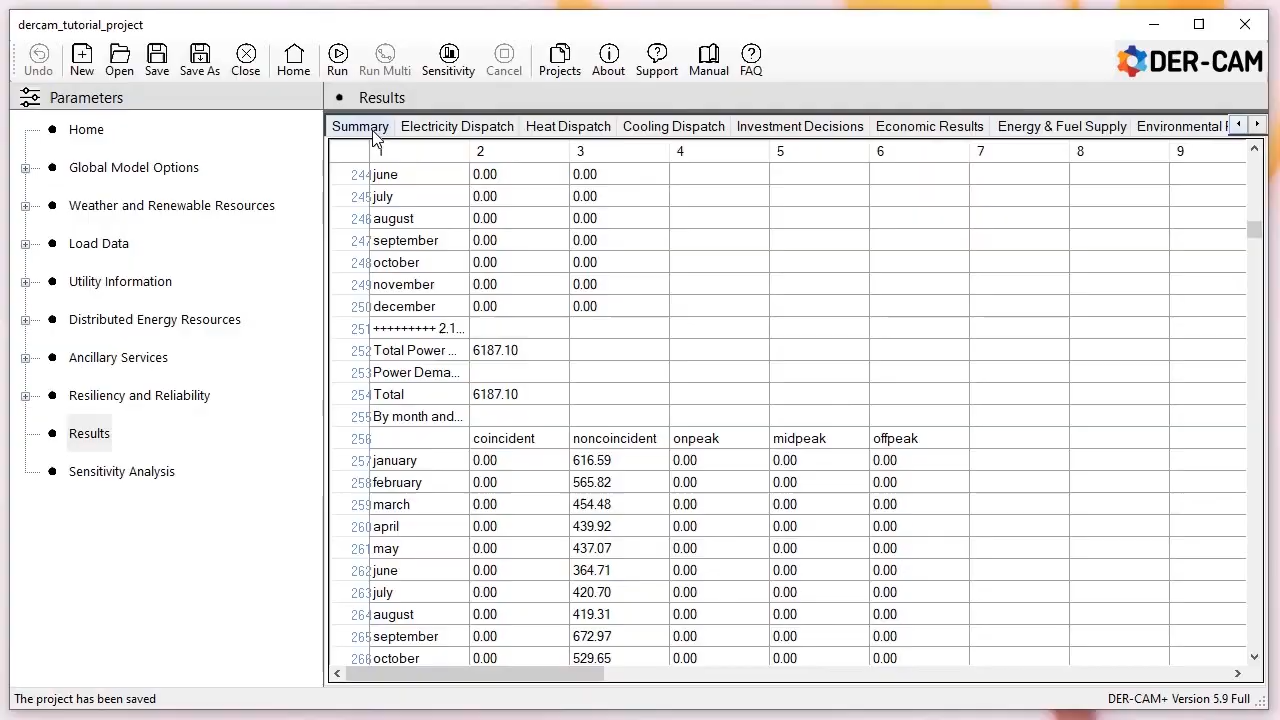 dercam_tutorial_project
Undo New Open Save Save As Close Home Run Run Multi Sensitivity Cancel Projects About Support Manual FAQ
DER-CAM
Parameters
Results
Home
Global Model Options
Weather and Renewable Resources
Load Data
Utility Information
Distributed Energy Resources
Ancillary Services
Resiliency and Reliability
Results
Sensitivity Analysis
Summary Electricity Dispatch Heat Dispatch Cooling Dispatch Investment Decisions Economic Results Energy & Fuel Supply Environmental
1 2 3 4 5 6 7 8 9
244 june 0.00 0.00
245 july 0.00 0.00
246 august 0.00 0.00
247 september 0.00 0.00
248 october 0.00 0.00
249 november 0.00 0.00
250 december 0.00 0.00
251 +++++++++ 2.1...
252 Total Power ... 6187.10
253 Power Dema...
254 Total 6187.10
255 By month and...
256 coincident noncoincident onpeak midpeak offpeak
257 january 0.00 616.59 0.00 0.00 0.00
258 february 0.00 565.82 0.00 0.00 0.00
259 march 0.00 454.48 0.00 0.00 0.00
260 april 0.00 439.92 0.00 0.00 0.00
261 may 0.00 437.07 0.00 0.00 0.00
262 june 0.00 364.71 0.00 0.00 0.00
263 july 0.00 420.70 0.00 0.00 0.00
264 august 0.00 419.31 0.00 0.00 0.00
265 september 0.00 672.97 0.00 0.00 0.00
266 october 0.00 529.65 0.00 0.00 0.00
The project has been saved
DER-CAM+ Version 5.9 Full